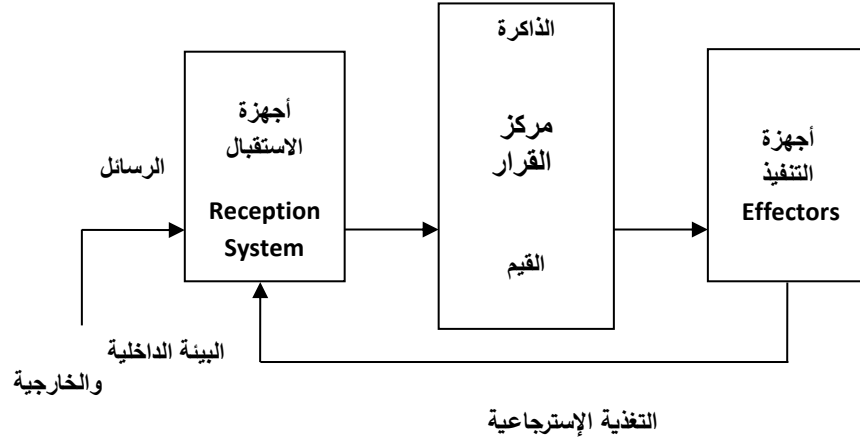 الرسائل
أجهزة
الاستقبال
Reception
System
الذاكرة
مركز
القرار
القيم
أجهزة
التنفيذ
Effectors
البيئة الداخلية
والخارجية
التغذية الإسترجاعية